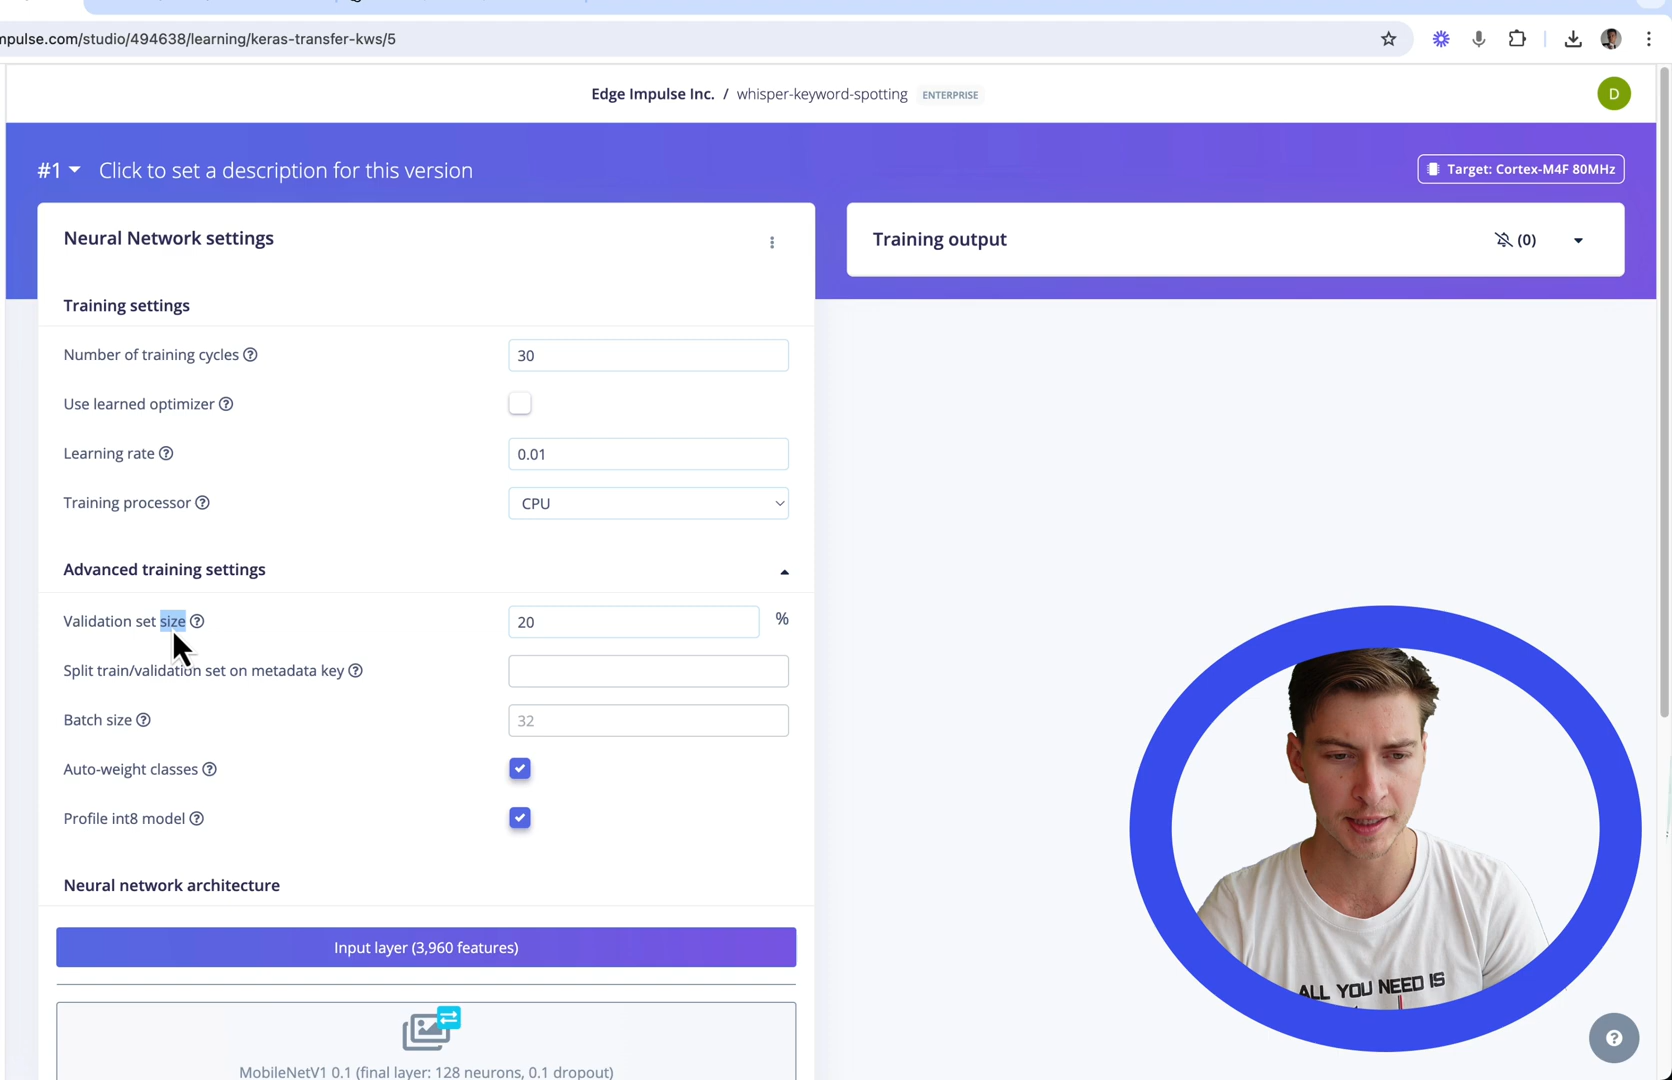 mpulse.com/studio/494638/learning/keras-transfer-kws/5
Edge Impulse Inc. / whisper-keyword-spotting ENTERPRISE
D
#1 Click to set a description for this version
Target: Cortex-M4F 80MHz
Neural Network settings
Training output
(0)
Training settings
Number of training cycles ?
30
Use learned optimizer ?
Learning rate ?
0.01
Training processor ?
CPU
Advanced training settings
Validation set size ?
20
%
Split train/validation set on metadata key ?
Batch size ?
32
Auto-weight classes ?
Profile int8 model ?
Neural network architecture
Input layer (3,960 features)
MobileNetV1 0.1 (final layer: 128 neurons, 0.1 dropout)
ALL YOU NEED IS
?